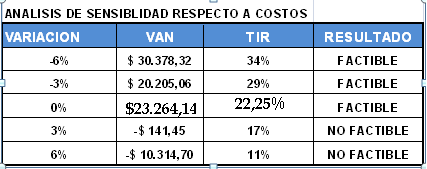 ANALISIS DE SENSIBLIDAD RESPECTO A COSTOS
VARIACION VAN TIR RESULTADO
-6% $ 30.378,32 34% FACTIBLE
-3% $ 20.205,06 29% FACTIBLE
0% $23.264,14 22,25% FACTIBLE
3% -$ 141,45 17% NO FACTIBLE
6% -$ 10.314,70 11% NO FACTIBLE